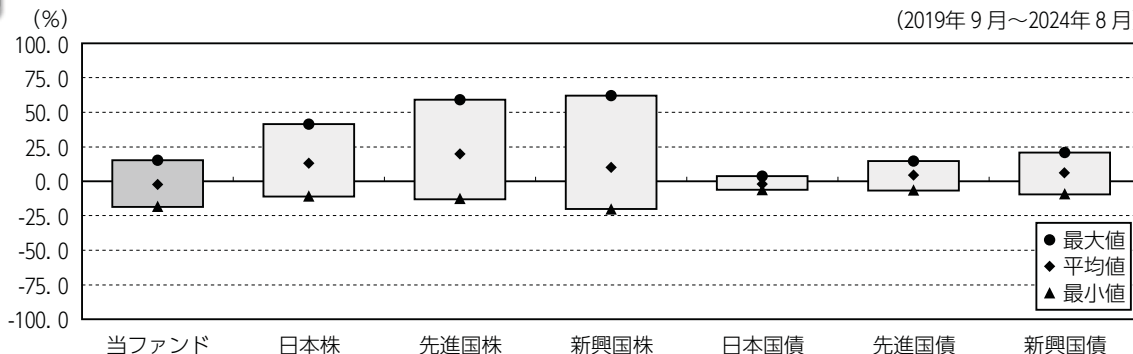 (%)
(2019年9月～2024年8月
100.0
75.0
50.0
25.0
0.0
-25.0
-50.0
-75.0
-100.0
● 最大値
◆ 平均値
▲ 最小値
当ファンド 日本株 先進国株 新興国株 日本国債 先進国債 新興国債